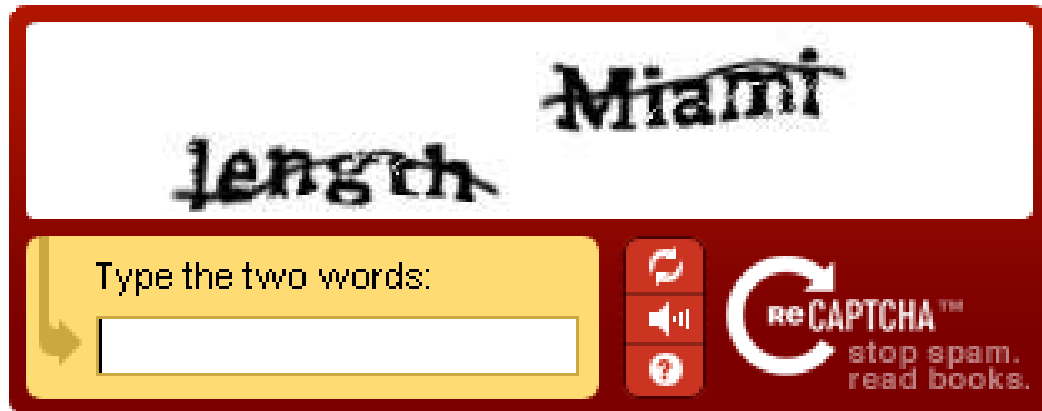 length Miami
Type the two words:
reCAPTCHA™
stop spam.
read books.